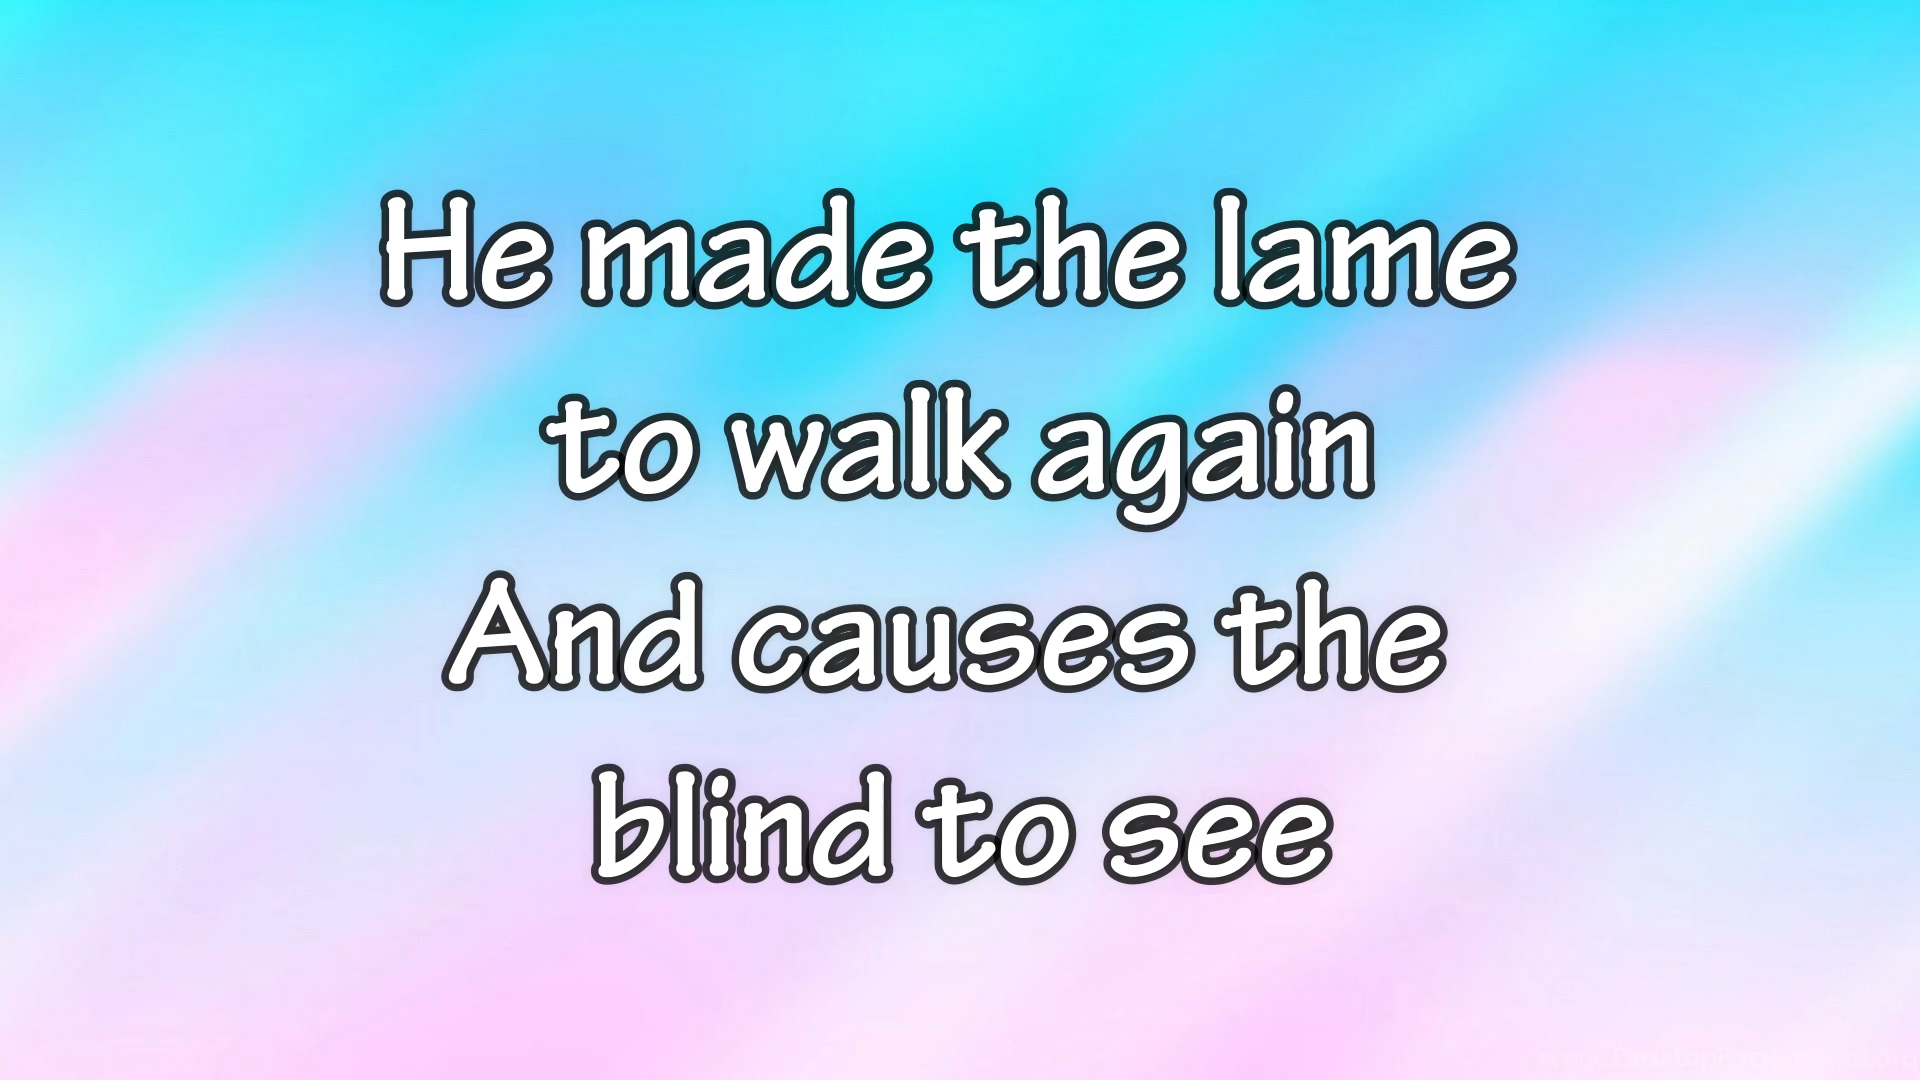 He made the lame
to walk again
And causes the
blind to see